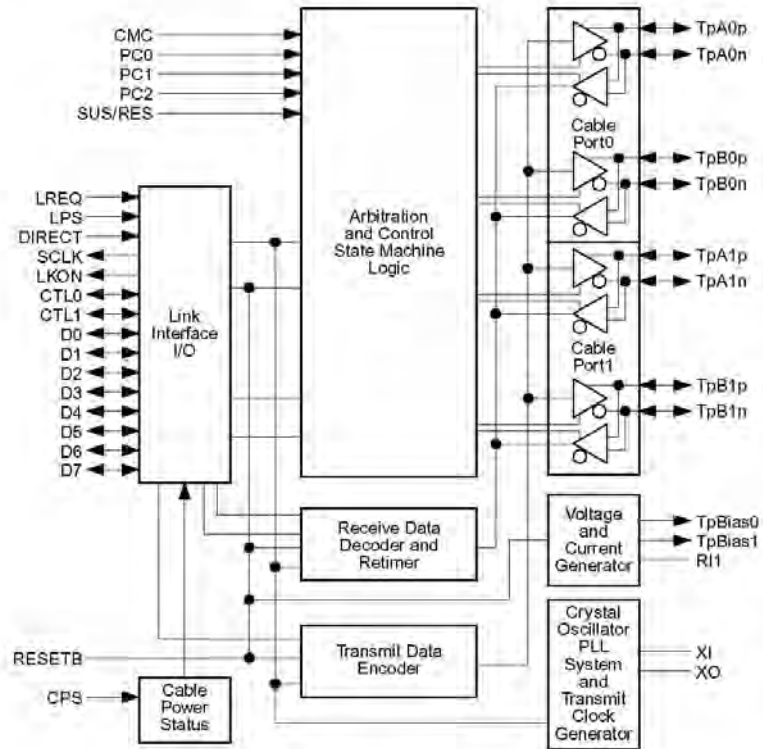 CMC
PC0
PC1
PC2
SUS/RES
LREQ
LPS
DIRECT
SCLK
LKON
CTL0
CTL1
D0
D1
D2
D3
D4
D5
D6
D7
Link
Interface
I/O
Arbitration
and Control
State Machine
Logic
TpA0p
TpA0n
Cable
Port0
TpB0p
TpB0n
TpA1p
TpA1n
Cable
Port1
TpB1p
TpB1n
Receive Data
Decoder and
Retimer
Voltage
and
Current
Generator
TpBias0
TpBias1
RI1
RESETB
CPS
Cable
Power
Status
Transmit Data
Encoder
Crystal
Oscillator
PLL
System
and
Transmit
Clock
Generator
XI
XO